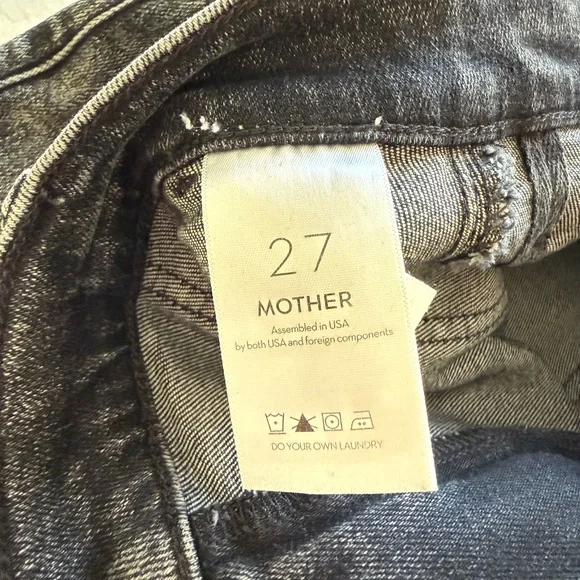 27
MOTHER
Assembled in USA
by both USA and foreign components
DO YOUR OWN LAUNDRY